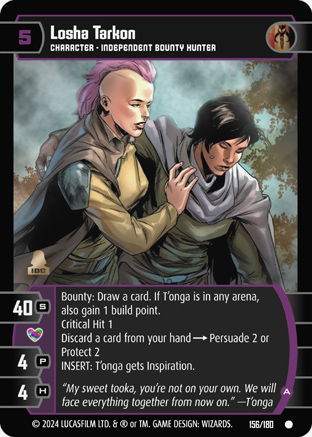 5
Losha Tarkon
CHARACTER - INDEPENDENT BOUNTY HUNTER
IDC
40 S
4 P
4 H
Bounty: Draw a card. If T'onga is in any arena,
also gain 1 build point.
Critical Hit 1
Discard a card from your hand → Persuade 2 or
Protect 2
INSERT: T'onga gets Inspiration.
"My sweet tooka, you're not on your own. We will
face everything together from now on." —T'onga
A
© 2024 LUCASFILM LTD. & ® or TM. GAME DESIGN: WIZARDS.
156/180